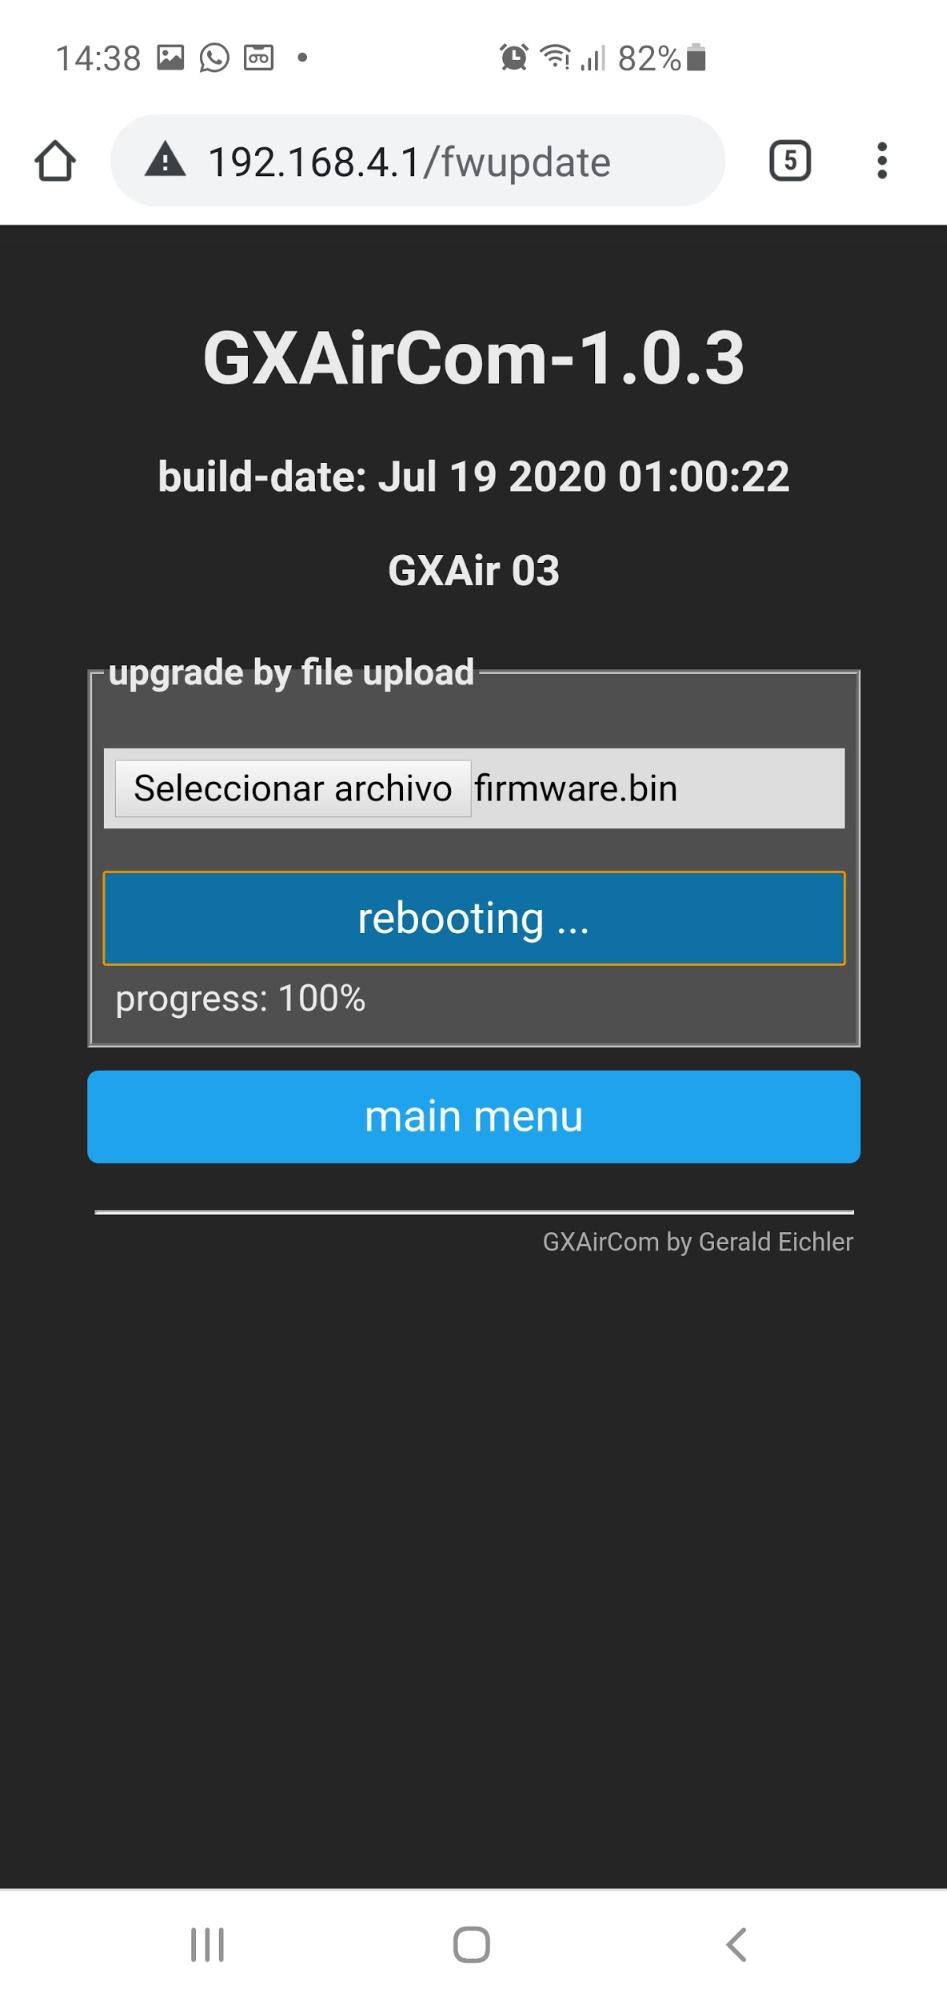 14:38
82%
192.168.4.1/fwupdate
5
GXAirCom-1.0.3
build-date: Jul 19 2020 01:00:22
GXAir 03
upgrade by file upload
Seleccionar archivo firmware.bin
rebooting ...
progress: 100%
main menu
GXAirCom by Gerald Eichler